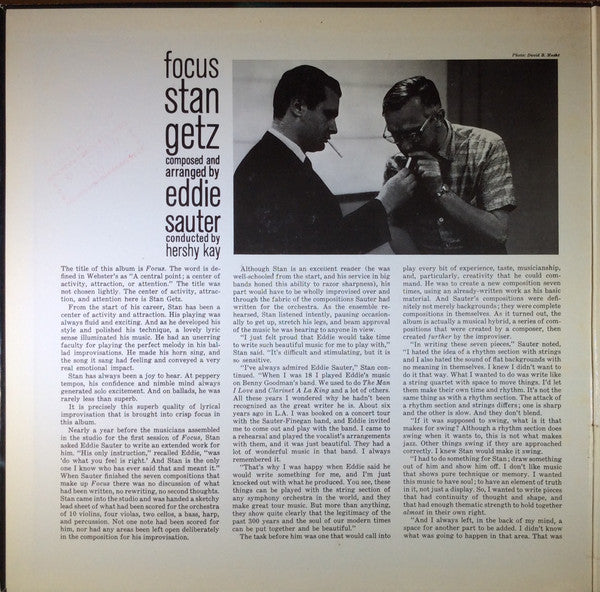 Photo: David B. Hecht
focus
stan
getz
composed and
arranged by
eddie
sauter
conducted by
hershy kay
The title of this album is Focus. The word is de-
fined in Webster's as "A central point; a center of
activity, attraction, or attention." The title was
not chosen lightly. The center of activity, attrac-
tion, and attention here is Stan Getz.
From the start of his career, Stan has been a
center of activity and attraction. His playing was
always fluid and exciting. And as he developed his
style and polished his technique, a lovely lyric
sense illuminated his music. He had an unerring
faculty for playing the perfect melody in his bal-
lad improvisations. He made his horn sing, and
the song it sang had feeling and conveyed a very
real emotional impact.
Stan has always been a joy to hear. At peppery
tempos, his confidence and nimble mind always
generated solo excitement. And on ballads, he was
rarely less than superb.
It is precisely this superb quality of lyrical
improvisation that is brought into crisp focus in
this album.
Nearly a year before the musicians assembled
in the studio for the first session of Focus, Stan
asked Eddie Sauter to write an extended work for
him. "His only instruction," recalled Eddie, "was
'do what you feel is right.' And Stan is the only
one I know who has ever said that and meant it."
When Sauter finished the seven compositions that
make up Focus there was no discussion of what
had been written, no rewriting, no second thoughts.
Stan came into the studio and was handed a sketchy
lead sheet of what had been scored for the orchestra
of 10 violins, four violas, two cellos, a bass, harp,
and percussion. Not one note had been scored for
him, nor had any areas been left open deliberately
in the composition for his improvisation.
Although Stan is an excellent reader (he was
well-schooled from the start, and his service in big
bands honed this ability to razor sharpness), his
part would have to be wholly improvised over and
through the fabric of the compositions Sauter had
written for the orchestra. As the ensemble re-
hearsed, Stan listened intently, pausing occasion-
ally to get up, stretch his legs, and beam approval
of the music he was hearing to anyone in view.
"I just felt proud that Eddie would take time
to write such beautiful music for me to play with,"
Stan said. "It's difficult and stimulating, but it is
so sensitive.
"I've always admired Eddie Sauter," Stan con-
tinued. "When I was 18 I played Eddie's music
on Benny Goodman's band. We used to do The Man
I Love and Clarinet A La King and a lot of others.
All these years I wondered why he hadn't been
recognized as the great writer he is. About six
years ago in L.A. I was booked on a concert tour
with the Sauter-Finegan band, and Eddie invited
me to come out and play with the band. I came to
a rehearsal and played the vocalist's arrangements
with them, and it was just beautiful. They had a
lot of wonderful music in that band. I always
remembered it.
"That's why I was happy when Eddie said he
would write something for me, and I'm just
knocked out with what he produced. You see, these
things can be played with the string section of
any symphony orchestra in the world, and they
make great tour music. But more than anything,
they show quite clearly that the legitimacy of the
past 300 years and the soul of our modern times
can be put together and be beautiful."
The task before him was one that would call into
play every bit of experience, taste, musicianship,
and, particularly, creativity that he could com-
mand. He was to create a new composition seven
times, using an already-written work as his basic
material. And Sauter's compositions were defi-
nitely not merely backgrounds; they were complete
compositions in themselves. As it turned out, the
album is actually a musical hybrid, a series of com-
positions that were created by a composer, then
created further by the improviser.
"In writing these seven pieces," Sauter noted,
"I hated the idea of a rhythm section with strings
and I also hated the sound of flat backgrounds with
no meaning in themselves. I knew I didn't want to
do it that way. What I wanted to do was write like
a string quartet with space to move things. I'd let
them make their own time and rhythm. It's not the
same thing as with a rhythm section. The attack of
a rhythm section and strings differs; one is sharp
and the other is slow. And they don't blend.
"If it was supposed to swing, what is it that
makes for swing? Although a rhythm section does
swing when it wants to, this is not what makes
jazz. Other things swing if they are approached
correctly. I knew Stan would make it swing.
"I had to do something for Stan; draw something
out of him and show him off. I don't like music
that shows pure technique or memory. I wanted
this music to have soul; to have an element of truth
in it, not just a display. So, I wanted to write pieces
that had continuity of thought and shape, and
that had enough thematic strength to hold together
almost in their own right.
"And I always left, in the back of my mind, a
space for another part to be added. I didn't know
what was going to happen in that area. That was